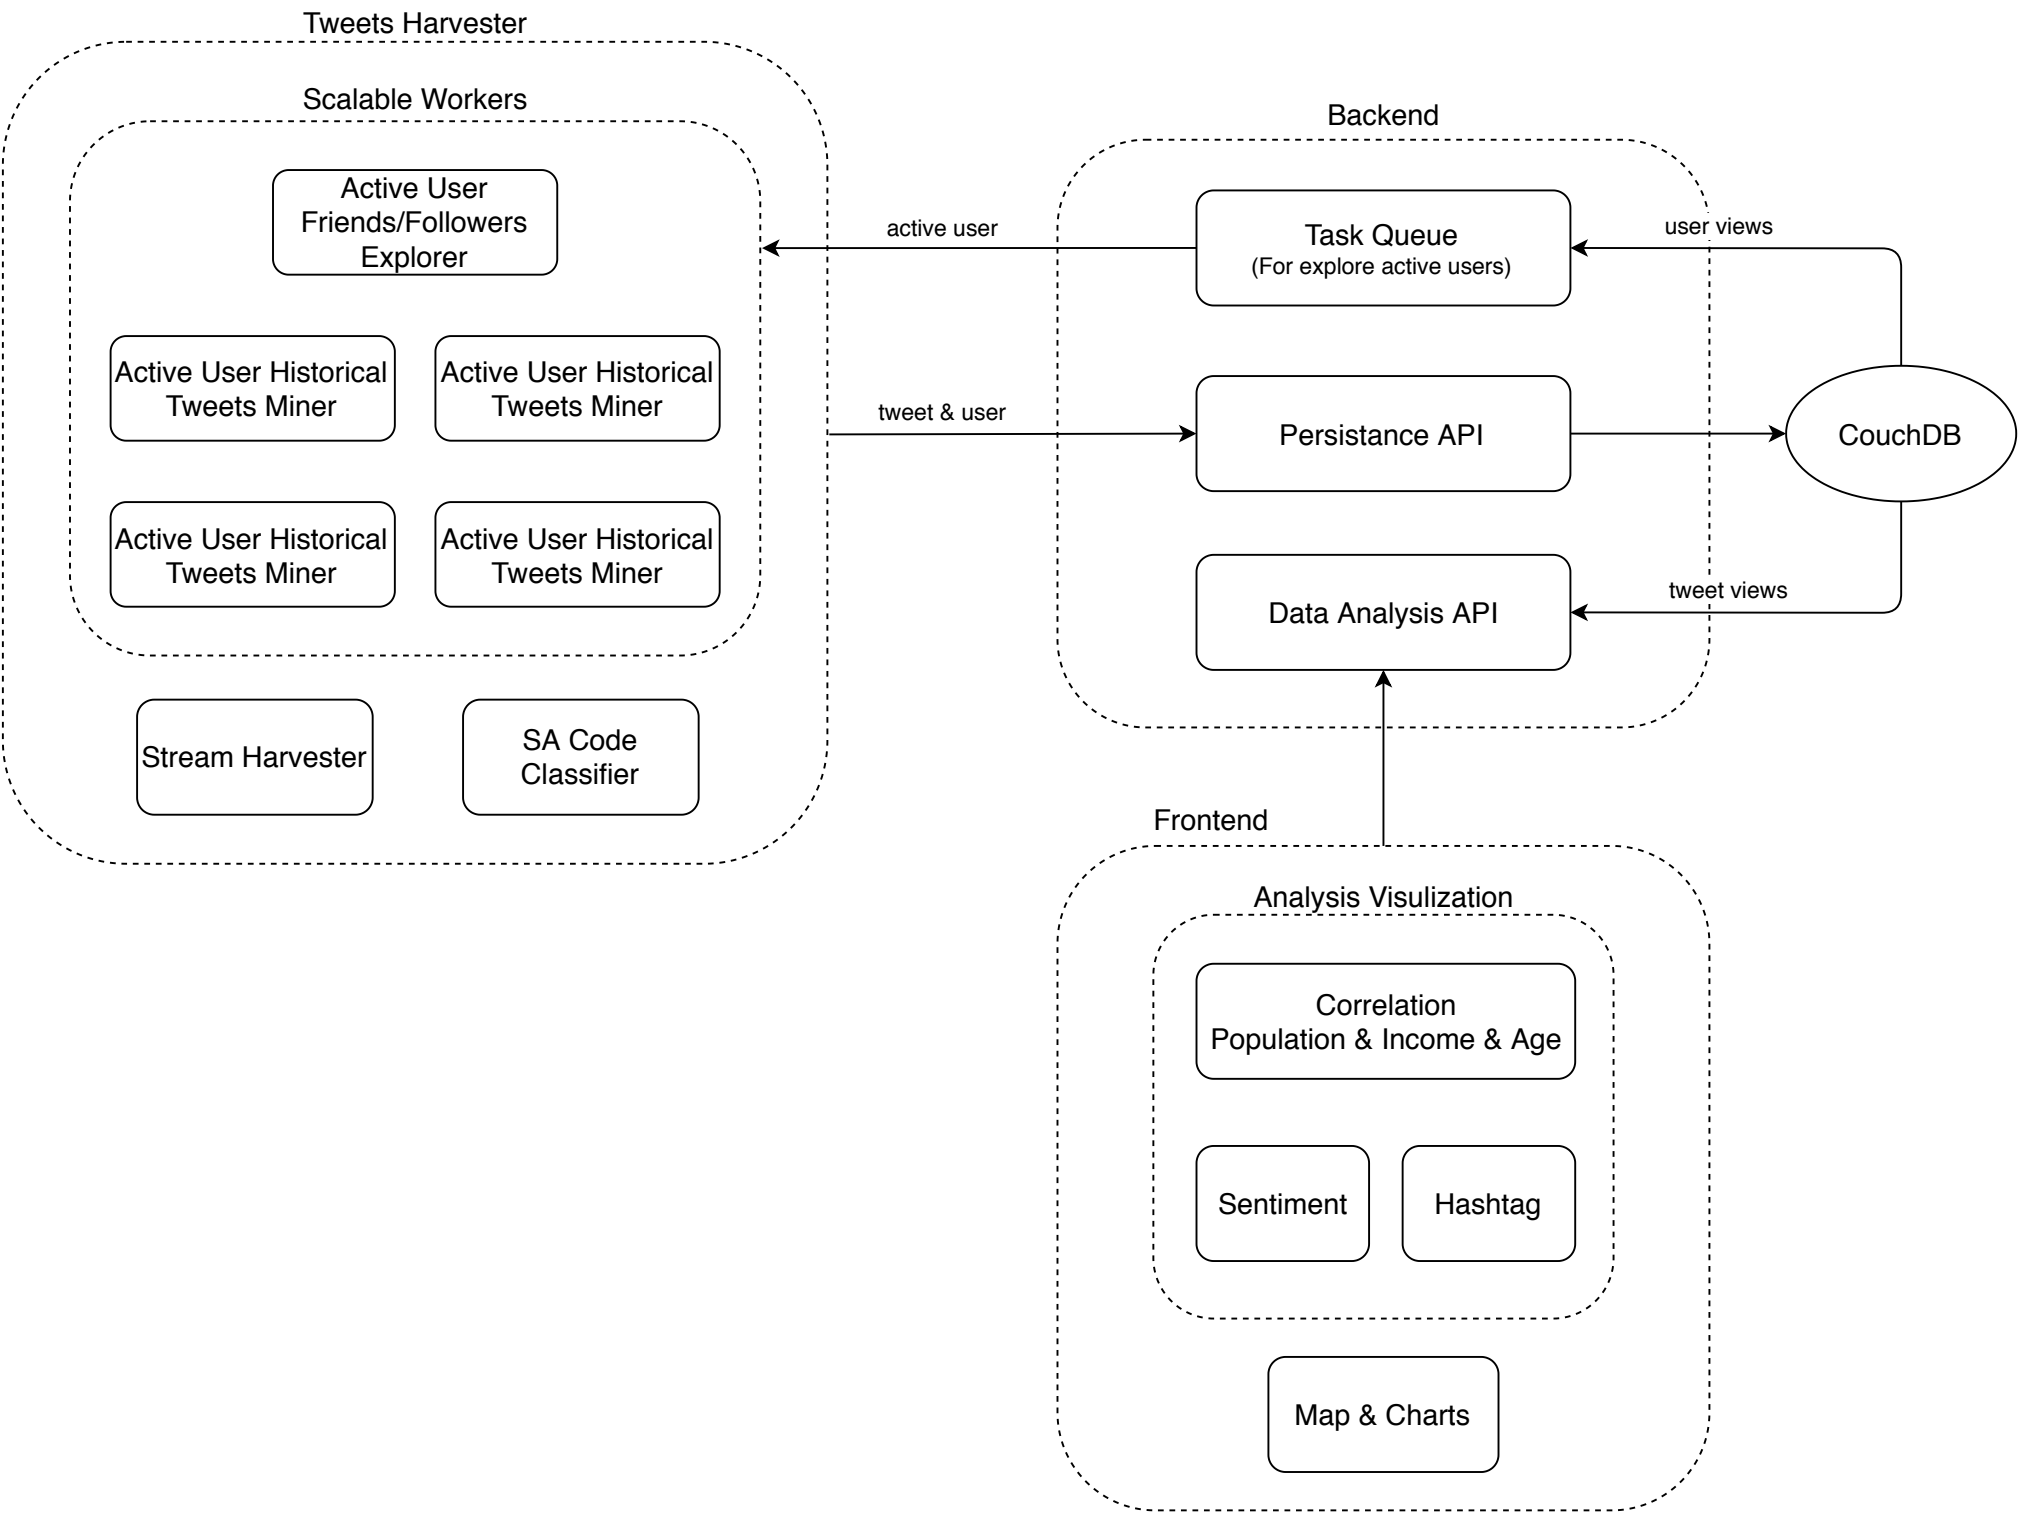 Tweets Harvester
Scalable Workers
Active User
Friends/Followers
Explorer
Active User Historical
Tweets Miner
Active User Historical
Tweets Miner
Active User Historical
Tweets Miner
Active User Historical
Tweets Miner
Stream Harvester
SA Code
Classifier
active user
tweet & user
Backend
Task Queue
(For explore active users)
Persistance API
Data Analysis API
user views
CouchDB
tweet views
Frontend
Analysis Visulization
Correlation
Population & Income & Age
Sentiment
Hashtag
Map & Charts